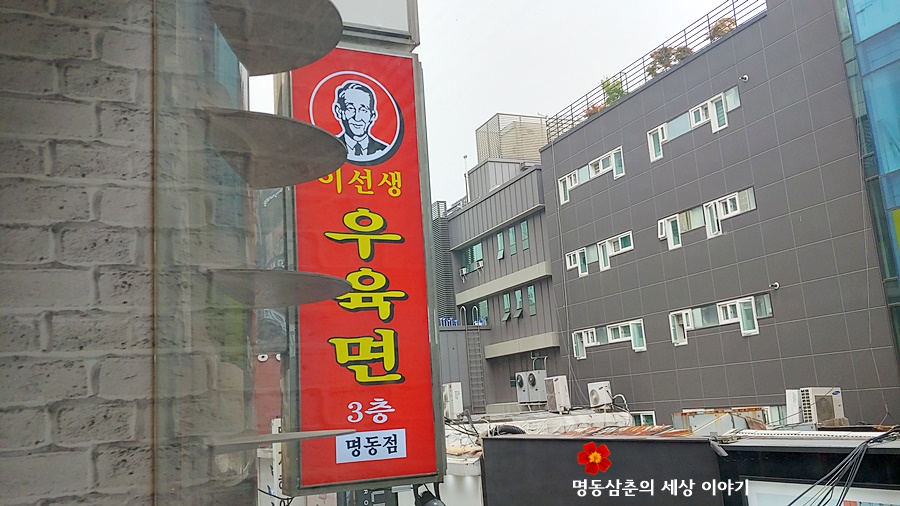 이선생
우육면
3층
명동점
명동삼춘의 세상 이야기